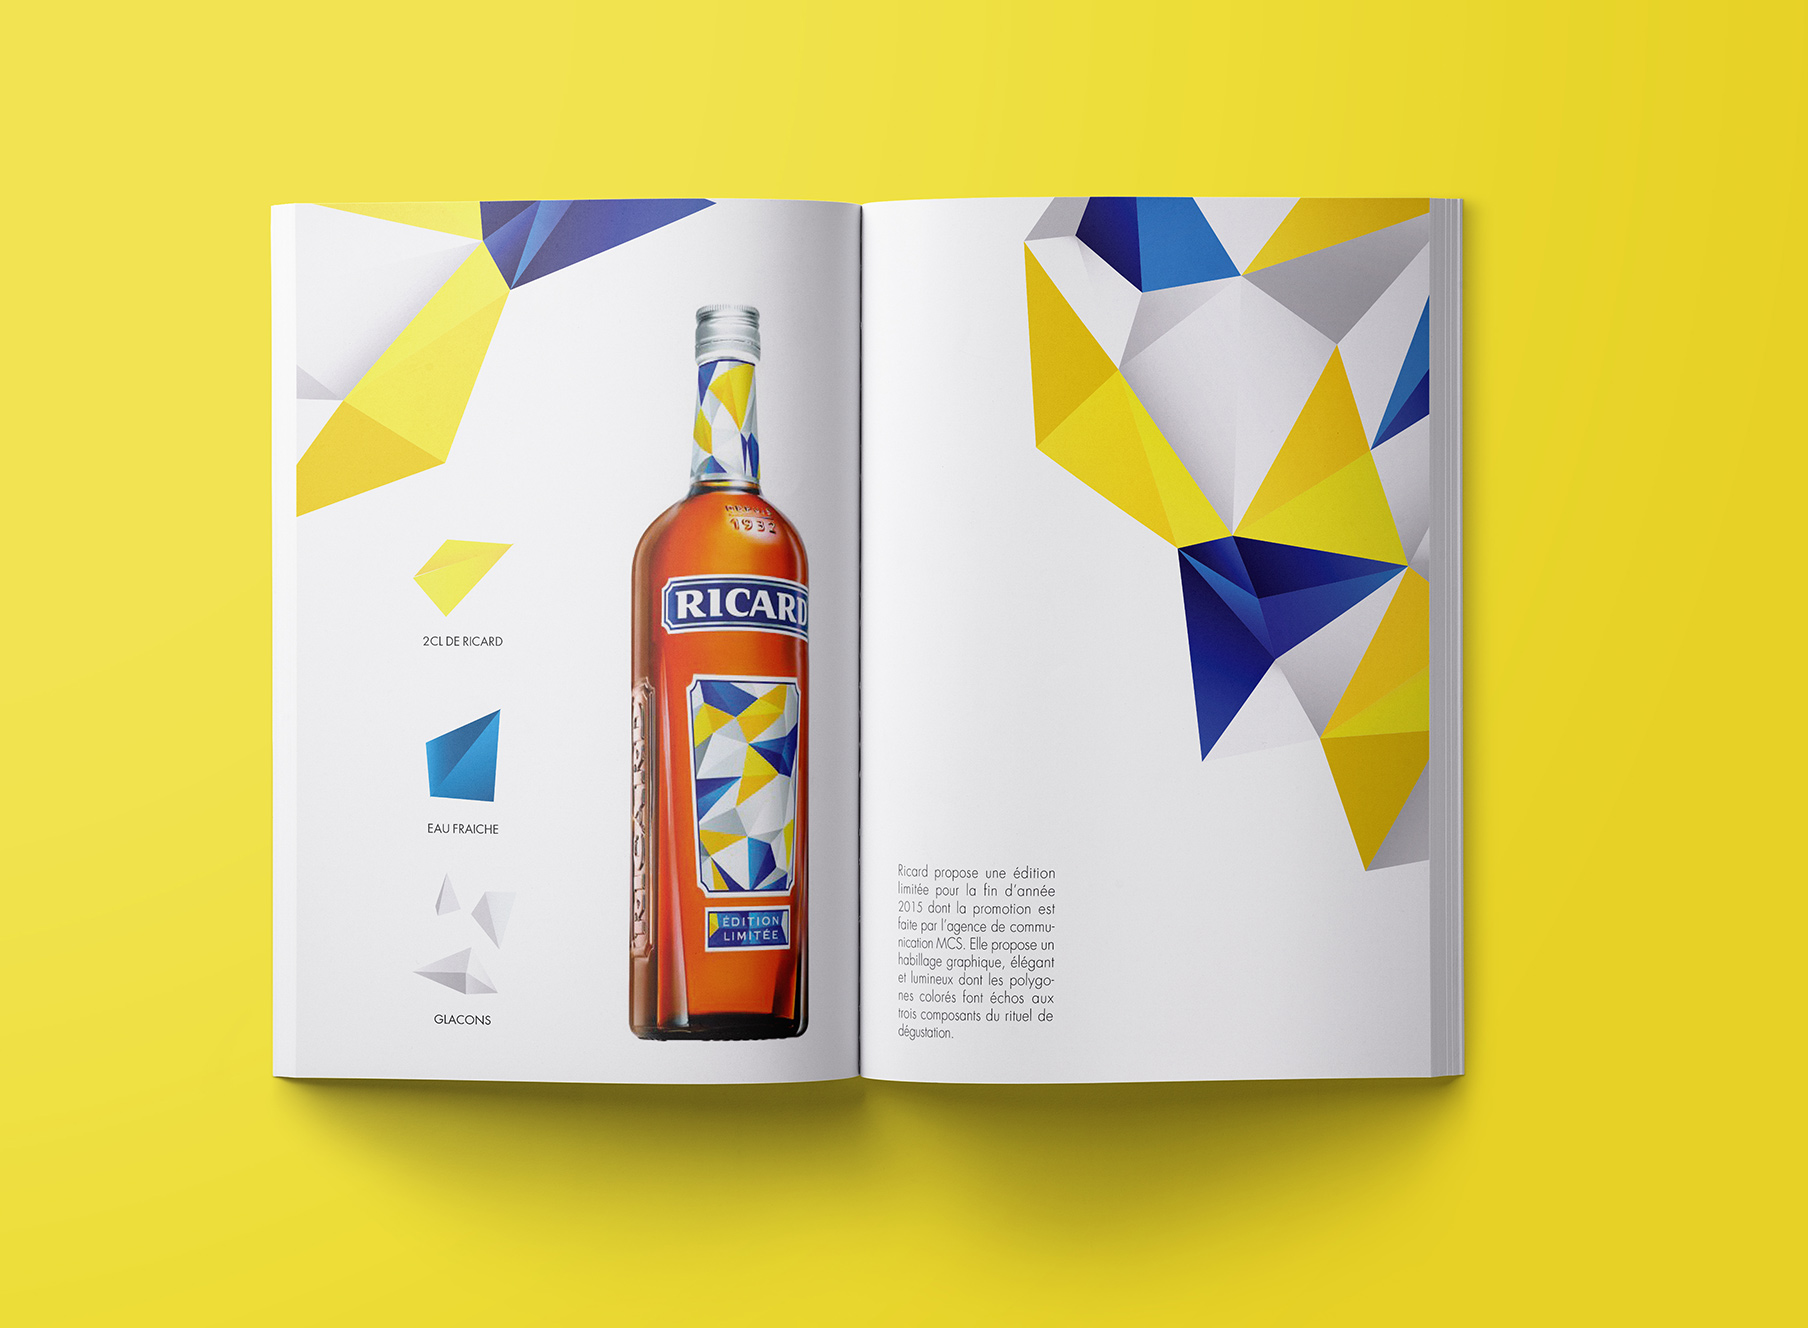 2CL DE RICARD
EAU FRAICHE
GLACONS
DEPUIS
1932
RICARD
RICARD
ÉDITION
LIMITÉE
Ricard propose une édition
limitée pour la fin d'année
2015 dont la promotion est
faite par l'agence de commu-
nication MCS. Elle propose un
habillage graphique, élégant
et lumineux dont les polygo-
nes colorés font échos aux
trois composants du rituel de
dégustation.